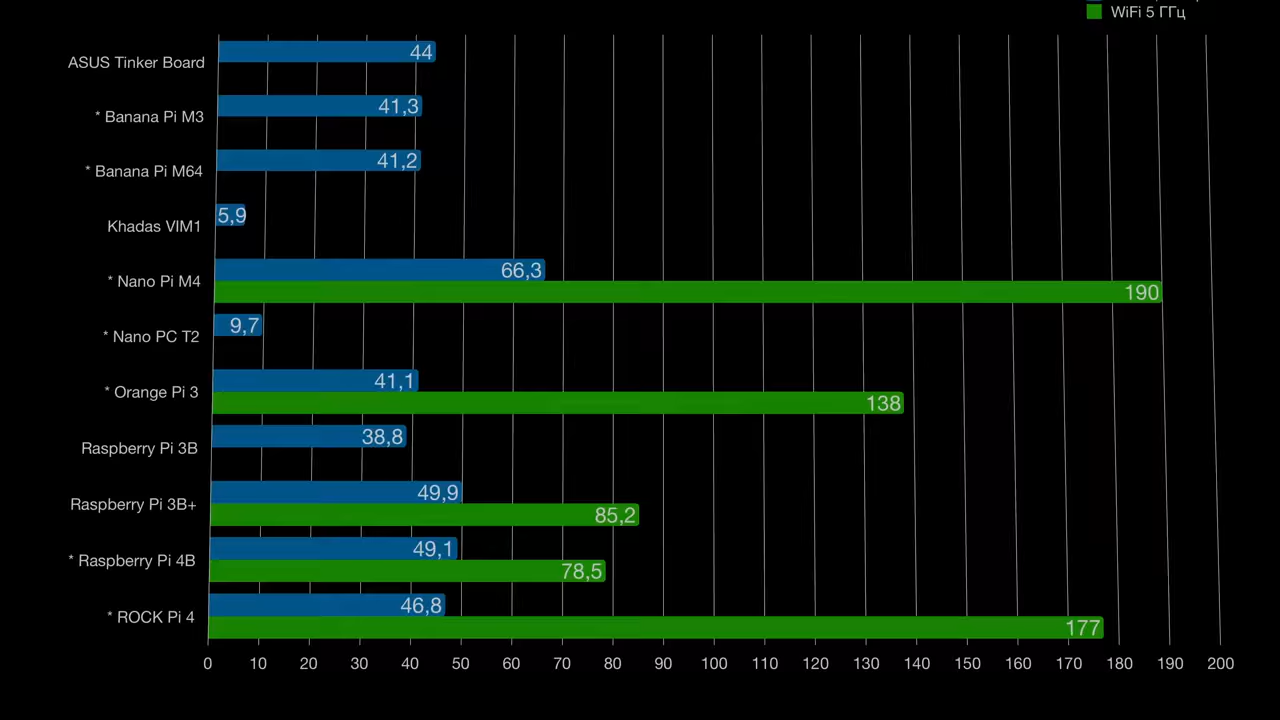 WiFi 5 ГГц
ASUS Tinker Board
44
* Banana Pi M3
41,3
* Banana Pi M64
41,2
Khadas VIM1
5,9
* Nano Pi M4
66,3
190
* Nano PC T2
9,7
* Orange Pi 3
41,1
138
Raspberry Pi 3B
38,8
Raspberry Pi 3B+
49,9
85,2
* Raspberry Pi 4B
49,1
78,5
* ROCK Pi 4
46,8
177
0 10 20 30 40 50 60 70 80 90 100 110 120 130 140 150 160 170 180 190 200